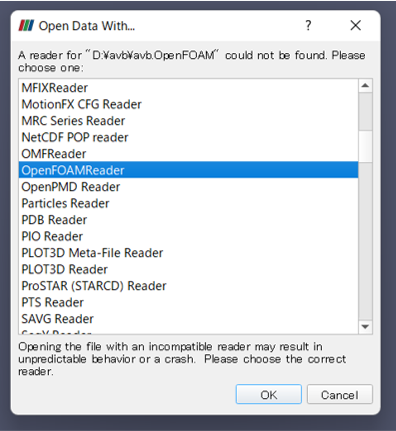 Open Data With...
?
A reader for "D:¥avb¥avb.OpenFOAM" could not be found. Please
choose one:
MFIXReader
MotionFX CFG Reader
MRC Series Reader
NetCDF POP reader
OMFReader
OpenFOAMReader
OpenPMD Reader
Particles Reader
PDB Reader
PIO Reader
PLOT3D Meta-File Reader
PLOT3D Reader
ProSTAR (STARCD) Reader
PTS Reader
SAVG Reader
Opening the file with an incompatible reader may result in
unpredictable behavior or a crash. Please choose the correct
reader.
OK
Cancel